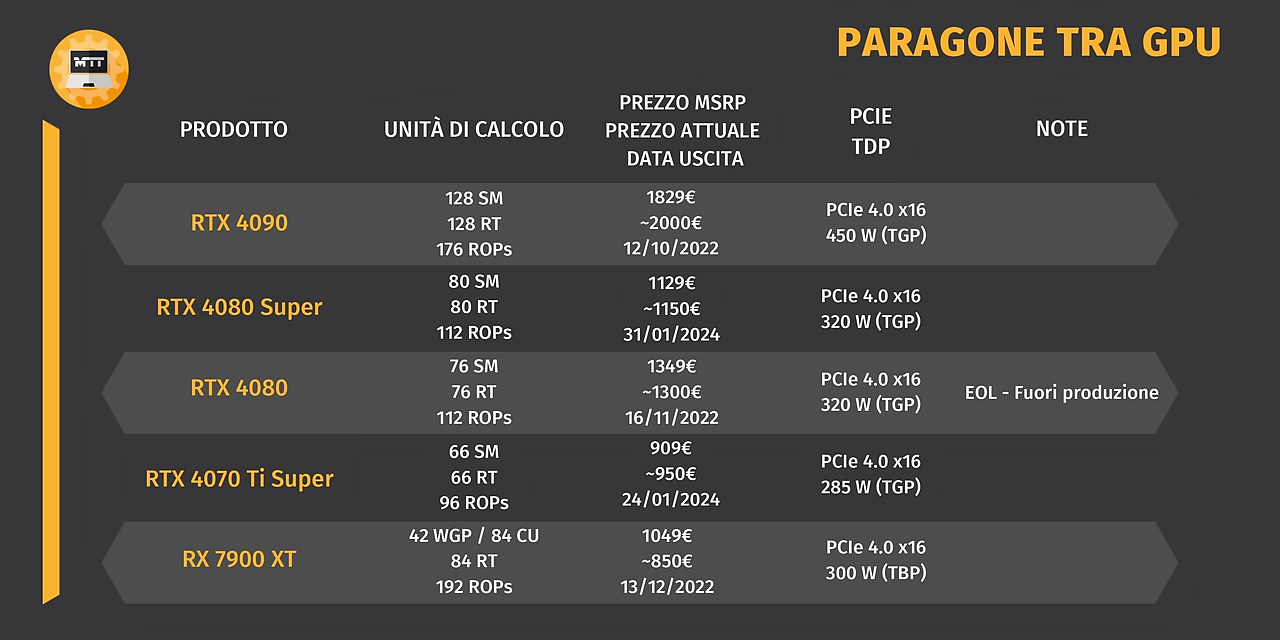 MTT
PARAGONE TRA GPU
PRODOTTO
UNITÀ DI CALCOLO
PREZZO MSRP
PREZZO ATTUALE
DATA USCITA
PCIE
TDP
NOTE
RTX 4090
128 SM
128 RT
176 ROPs
1829€
~2000€
12/10/2022
PCIe 4.0 x16
450 W (TGP)
RTX 4080 Super
80 SM
80 RT
112 ROPs
1129€
~1150€
31/01/2024
PCIe 4.0 x16
320 W (TGP)
RTX 4080
76 SM
76 RT
112 ROPs
1349€
~1300€
16/11/2022
PCIe 4.0 x16
320 W (TGP)
EOL - Fuori produzione
RTX 4070 Ti Super
66 SM
66 RT
96 ROPs
909€
~950€
24/01/2024
PCIe 4.0 x16
285 W (TGP)
RX 7900 XT
42 WGP / 84 CU
84 RT
192 ROPs
1049€
~850€
13/12/2022
PCIe 4.0 x16
300 W (TBP)